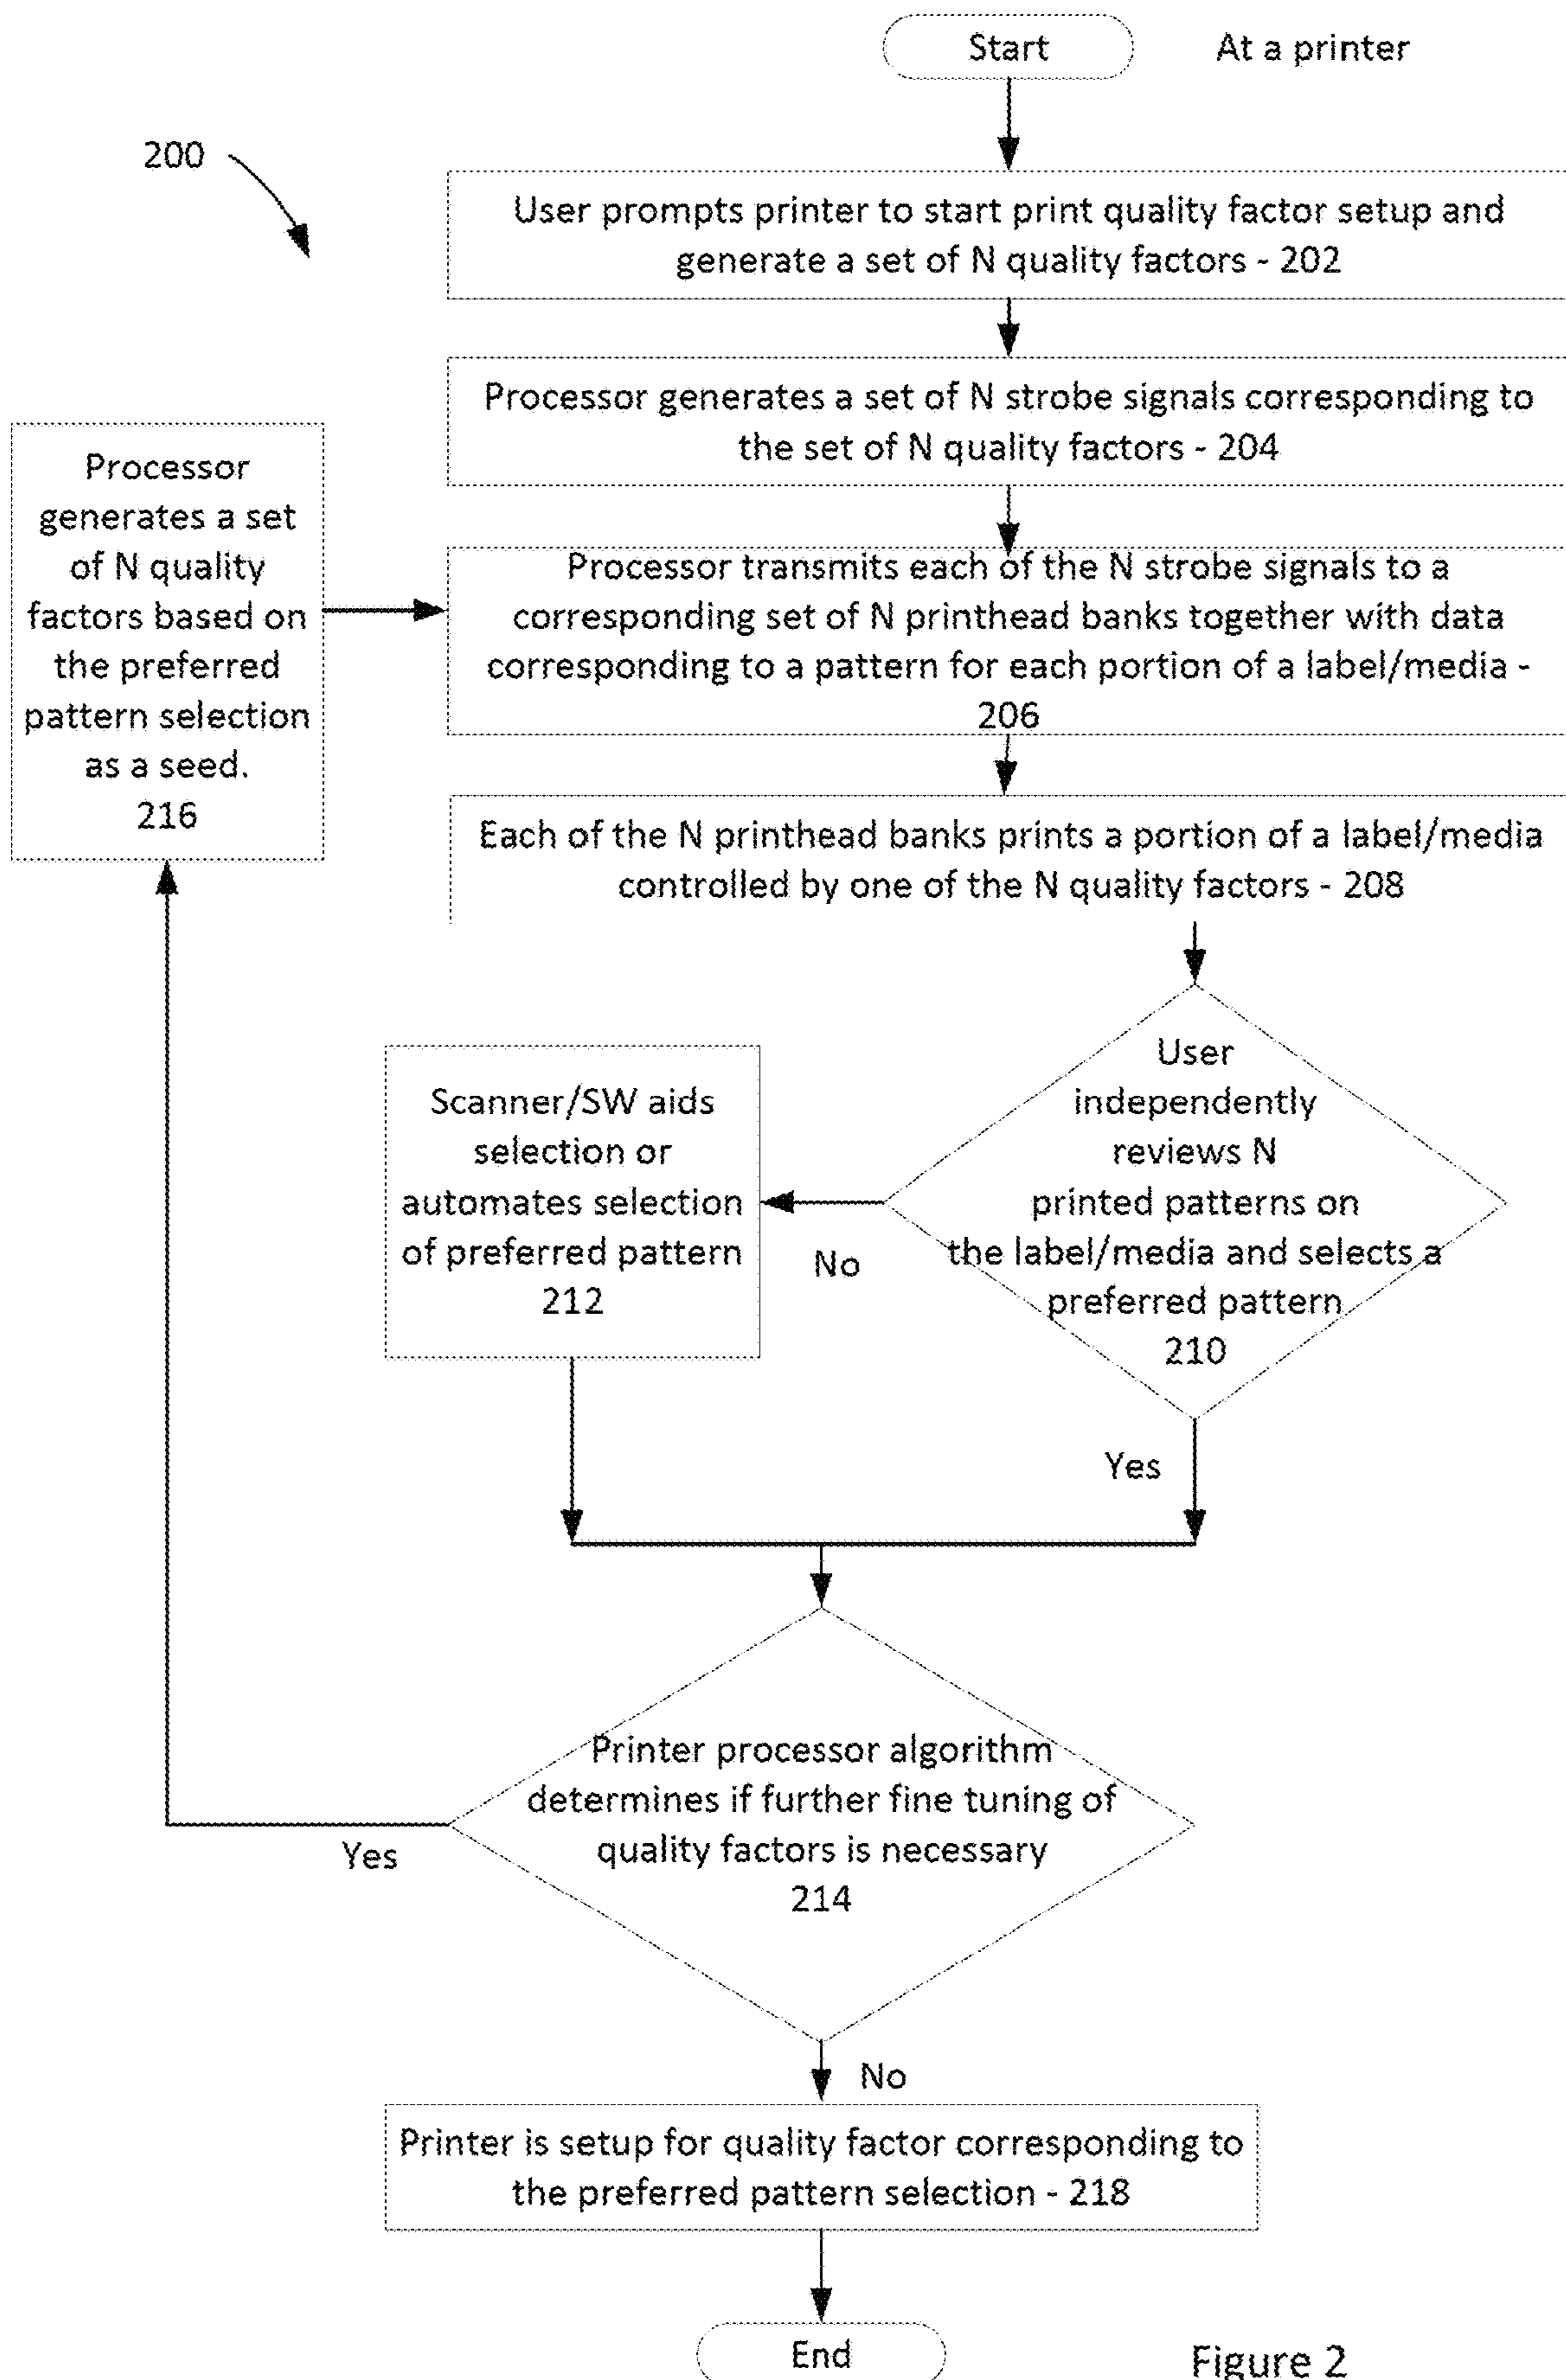 Start
At a printer
200
User prompts printer to start print quality factor setup and
generate a set of N quality factors - 202
Processor generates a set of N strobe signals corresponding to
the set of N quality factors - 204
Processor
generates a set
of N quality
factors based on
the preferred
pattern selection
as a seed.
216
Processor transmits each of the N strobe signals to a
corresponding set of N printhead banks together with data
corresponding to a pattern for each portion of a label/media -
206
Each of the N printhead banks prints a portion of a label/media
controlled by one of the N quality factors - 208
User
independently
reviews N
printed patterns on
the label/media and selects a
preferred pattern
210
Scanner/SW aids
selection or
automates selection
of preferred pattern
212
No
Yes
Printer processor algorithm
determines if further fine tuning of
quality factors is necessary
214
Yes
No
Printer is setup for quality factor corresponding to
the preferred pattern selection - 218
End
Figure 2